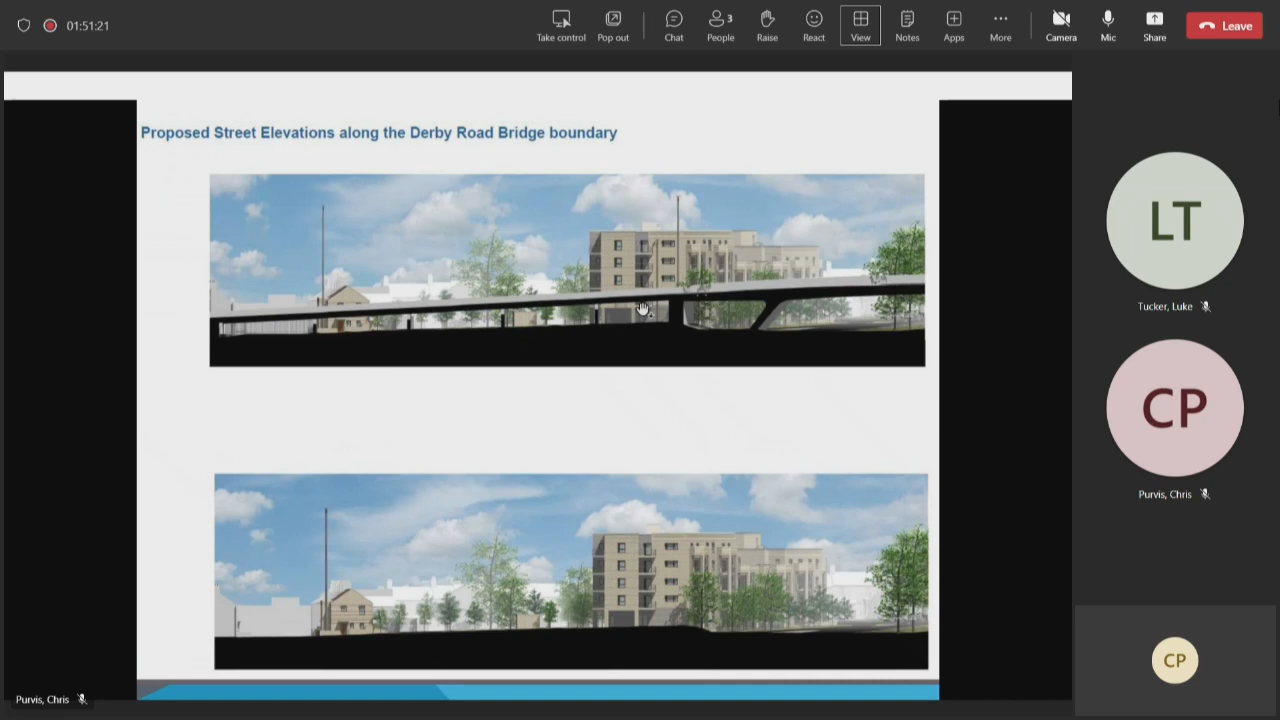 01:51:21
Take control
Pop out
Chat
3
People
Raise
React
View
Notes
Apps
More
Camera
Mic
Share
Leave
Proposed Street Elevations along the Derby Road Bridge boundary
LT
Tucker, Luke
CP
Purvis, Chris
CP
Purvis, Chris